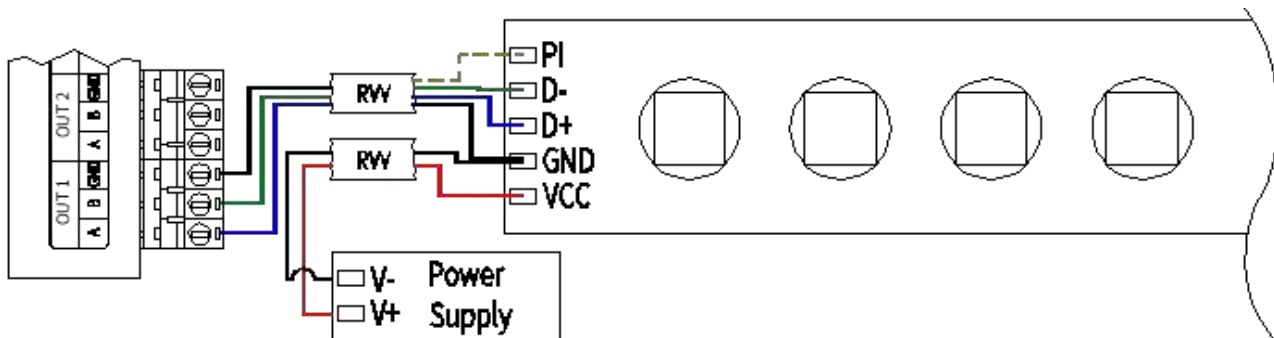 OUT 2
GND
B
A
OUT 1
GND
B
A
RW
RW
PI
D-
D+
GND
VCC
V- Power
V+ Supply